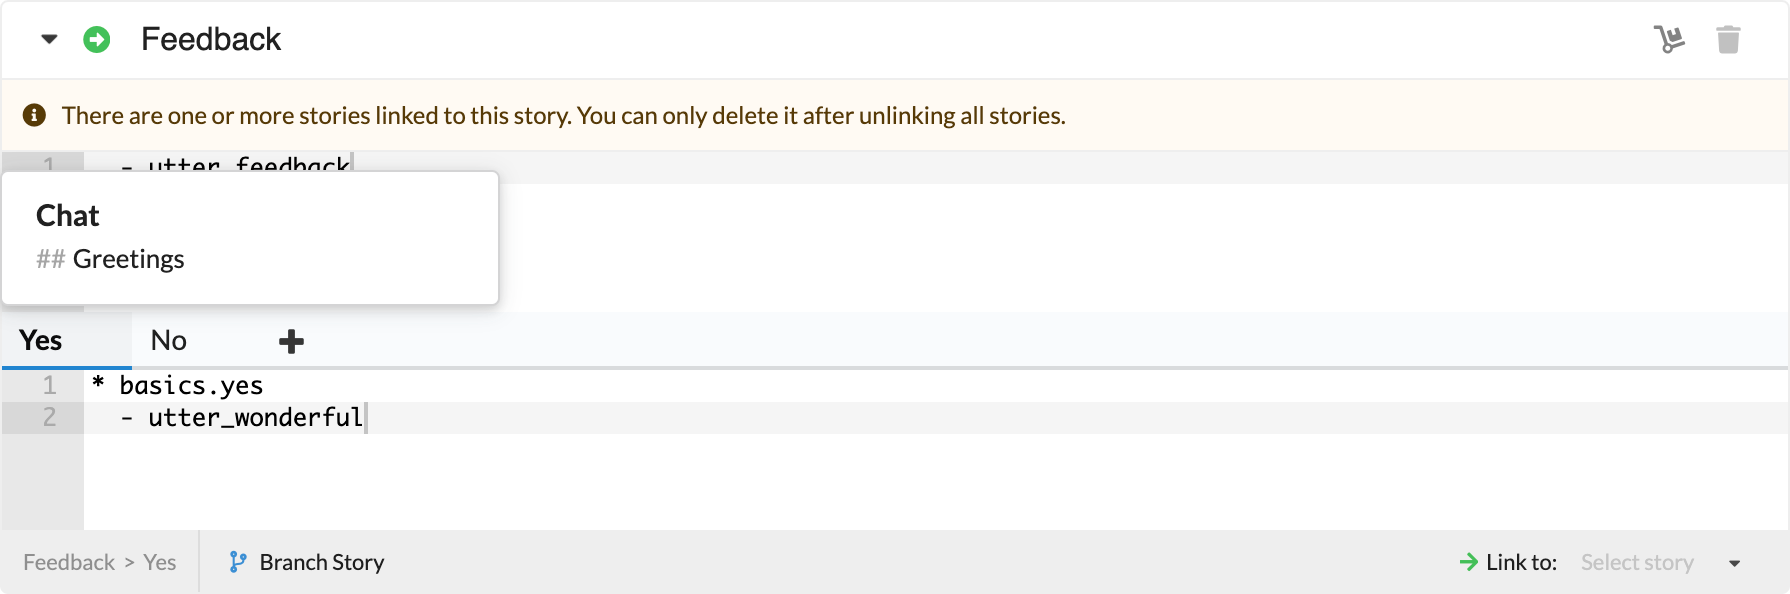 Feedback
There are one or more stories linked to this story. You can only delete it after unlinking all stories.
1 - utter_feedback
Chat
## Greetings
Yes No
1 * basics.yes
2 - utter_wonderful
Feedback > Yes Branch Story Link to: Select story